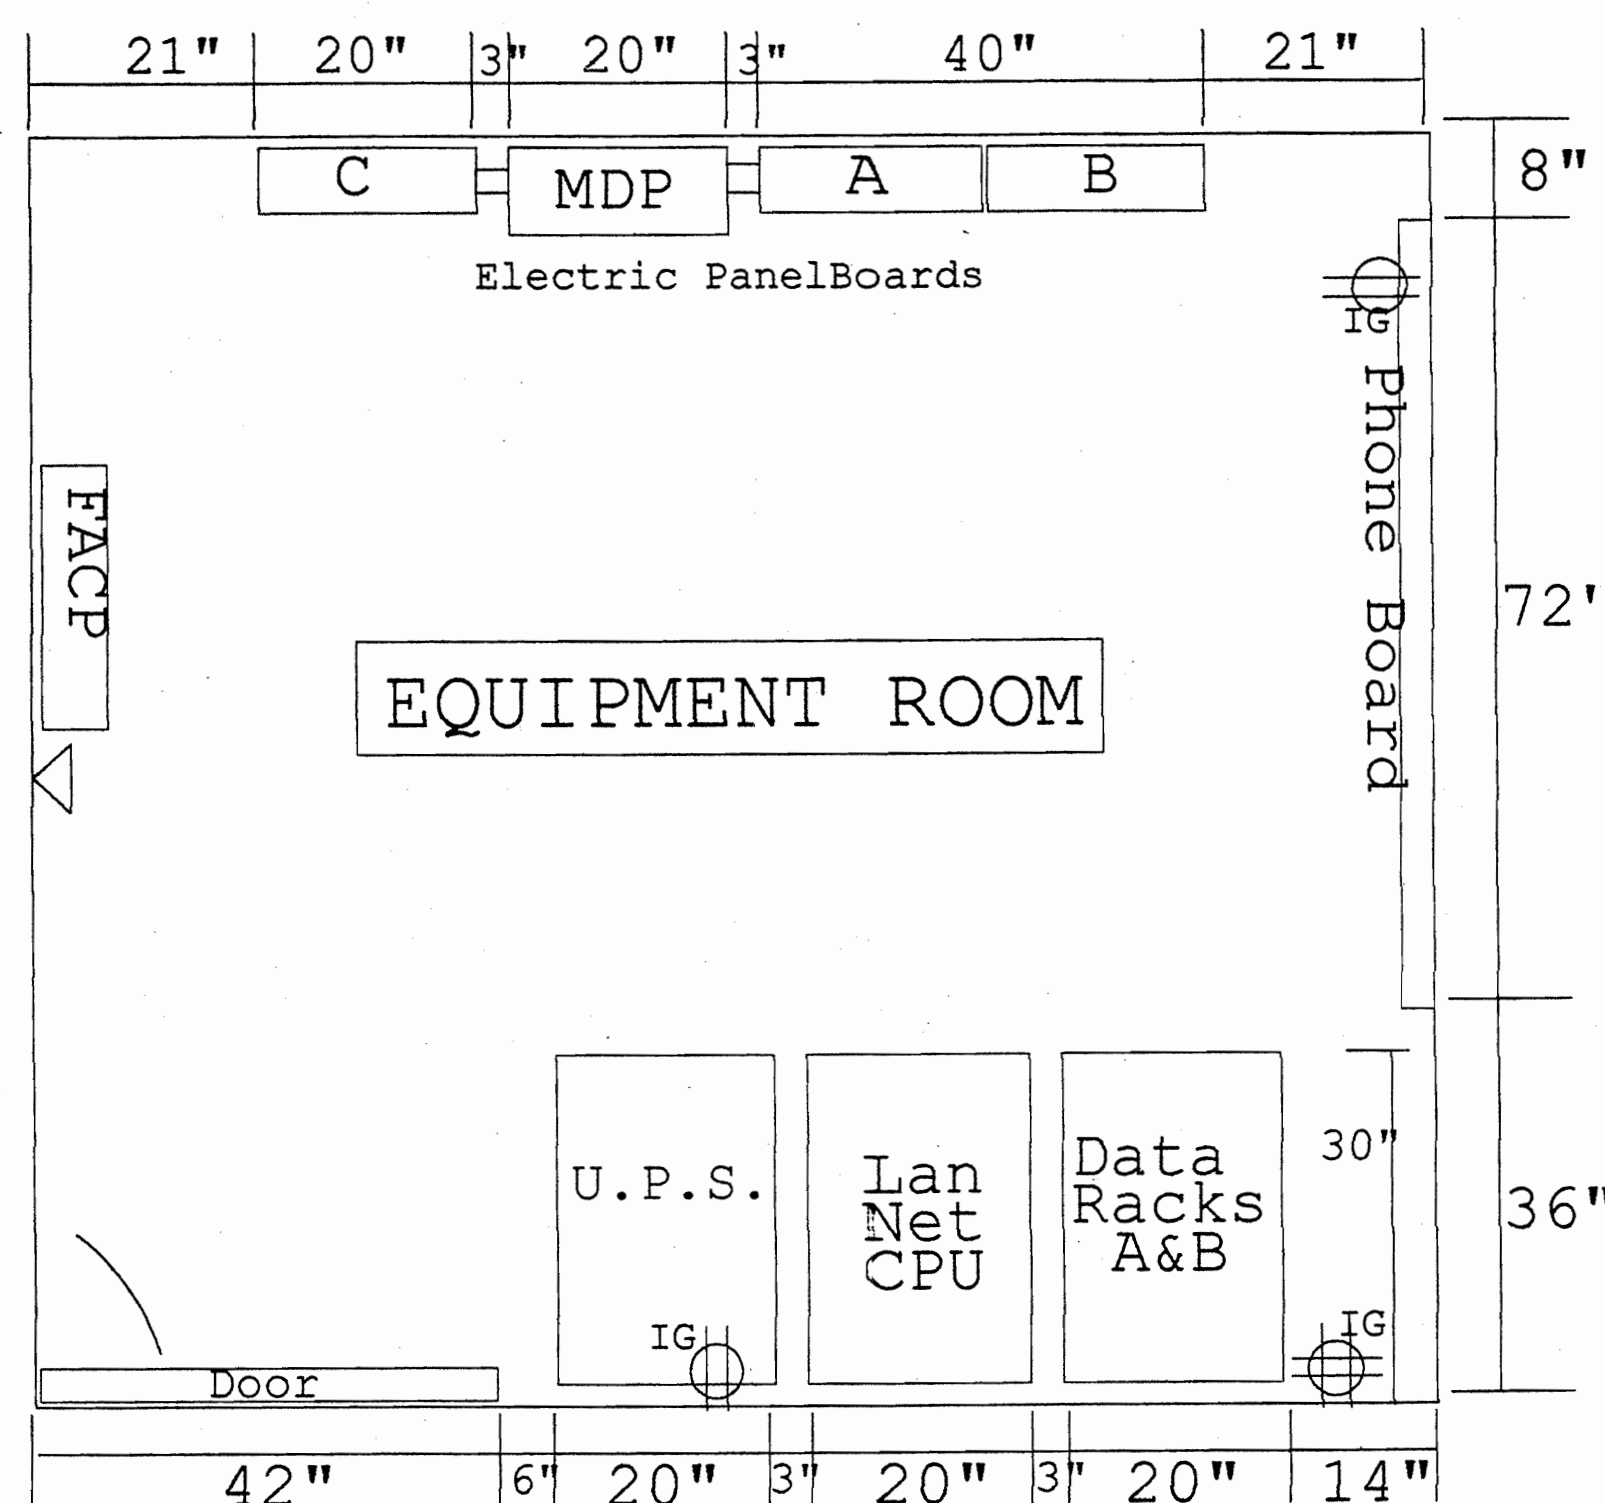 21" 20" 3" 20" 3" 40" 21"
C MDP A B
8"
Electric PanelBoards
IG
Phone Board
FACP
72'
EQUIPMENT ROOM
30"
U.P.S.
Lan
Net
CPU
Data
Racks
A&B
36"
IG
IG
Door
42" 6" 20" 3" 20" 3" 20" 14"